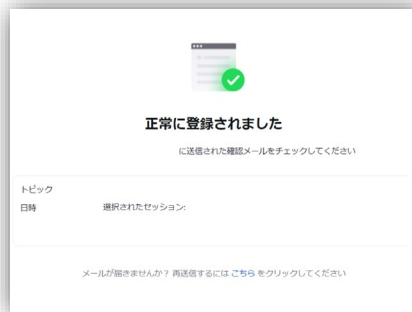 正常に登録されました
に送信された確認メールをチェックしてください
トピック
日時 選択されたセッション:
メールが届きませんか？ 再送信するには こちら をクリックしてください